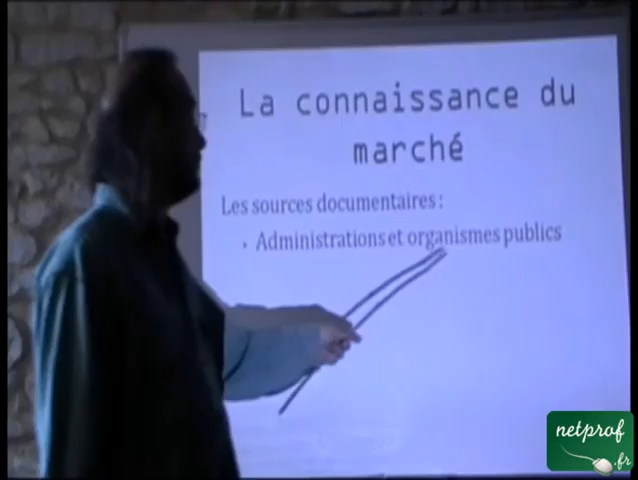 La connaissance du
marché
Les sources documentaires :
• Administrations et organismes publics
netprof
.fr